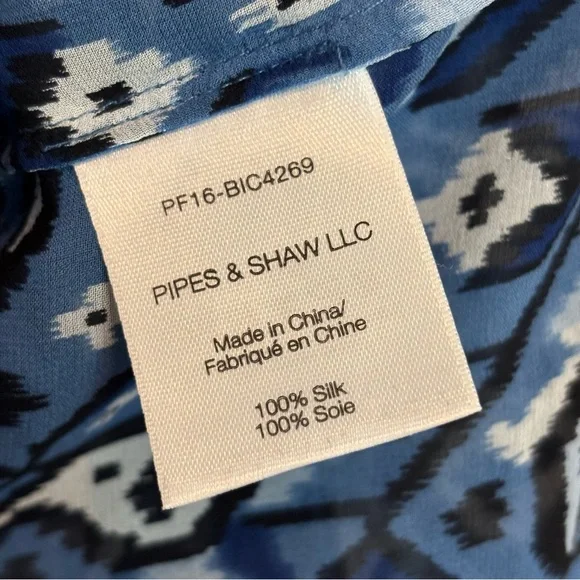 PF16-BIC4269
PIPES & SHAW LLC
Made in China/
Fabriqué en Chine
100% Silk
100% Soie